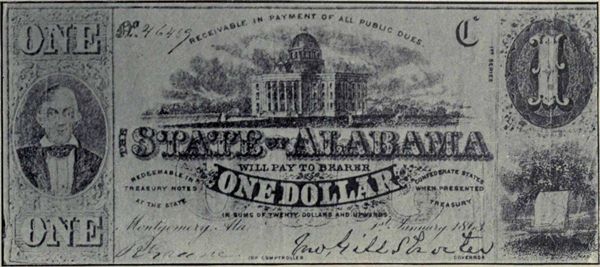 ONE
No.
RECEIVABLE IN PAYMENT OF ALL PUBLIC DUES
C
1ST SERIES
1
THE
STATE OF ALABAMA
WILL PAY TO BEARER
ONE DOLLAR
REDEEMABLE IN
TREASURY NOTES
AT THE STATE
CONFEDERATE STATES
WHEN PRESENTED
TREASURY
IN SUMS OF TWENTY DOLLARS AND UPWARDS
Montgomery, Ala. 1st January 1863
Jno. Gill Shorter
FOR COMPTROLLER
GOVERNOR
ONE